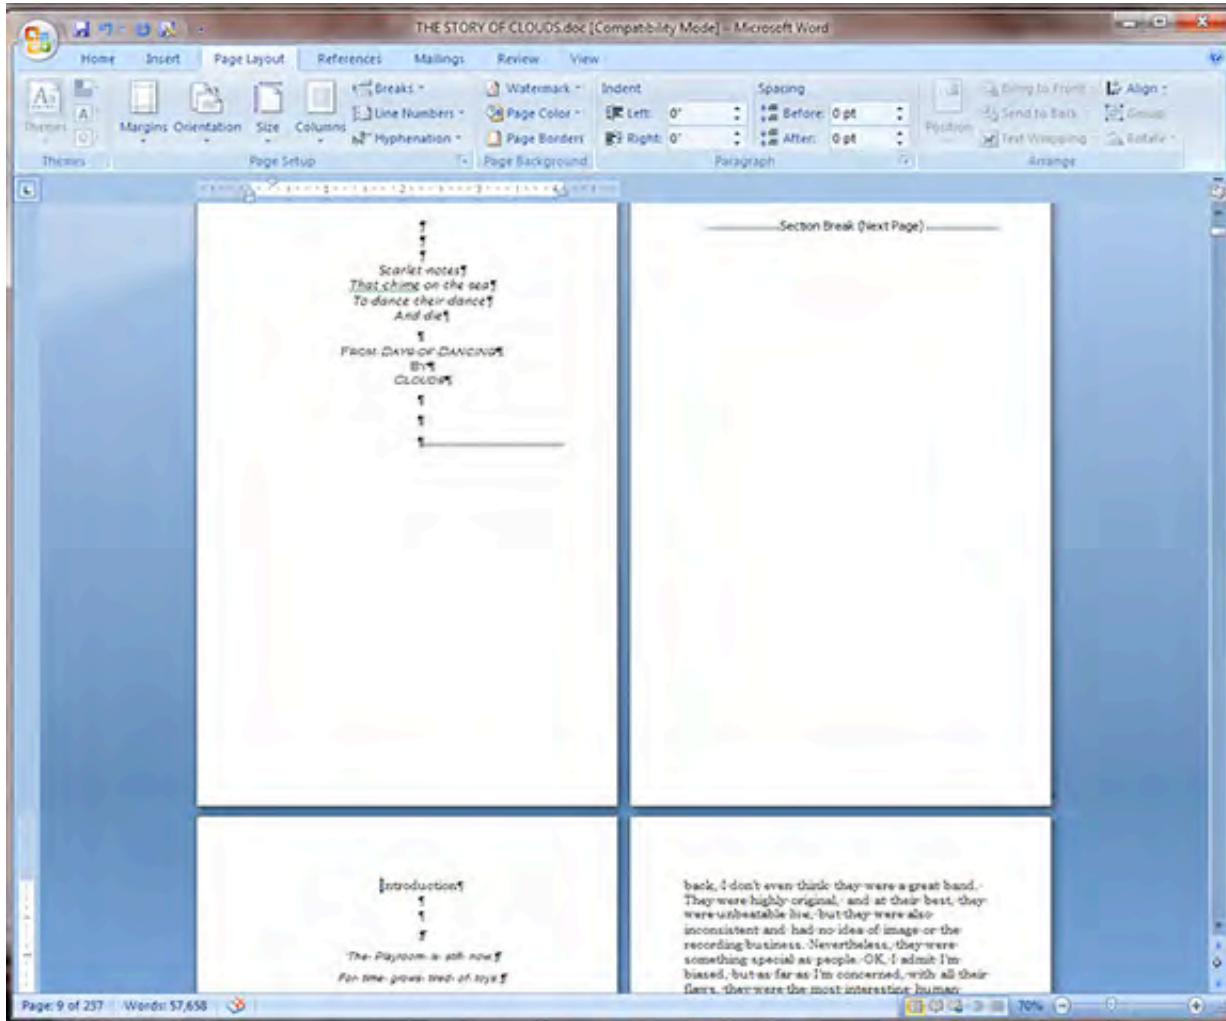 THE STORY OF CLOUDS.doc [Compatibility Mode] - Microsoft Word
Home Insert Page Layout References Mailings Review View
Themes
Margins Orientation Size Columns
Breaks
Line Numbers
Hyphenation
Watermark
Page Color
Page Borders
Indent
Left: 0"
Right: 0"
Spacing
Before: 0 pt
After: 0 pt
Position
Bring to Front
Send to Back
Text Wrapping
Align
Group
Rotate
Themes Page Setup Page Background Paragraph Arrange
¶
¶
¶
Scarlet notes¶
That chime on the sea¶
To dance their dance¶
And die¶
¶
FROM DAYS OF DANCING¶
BY¶
CLOUDS¶
¶
¶
¶
Section Break (Next Page)
Introduction¶
¶
¶
¶
The Playroom is still now¶
For time grows tired of toys¶
back, I don't even think they were a great band.
They were highly original, and at their best, they
were unbeatable live, but they were also
inconsistent and had no idea of image or the
recording business. Nevertheless, they were
something special as people. OK, I admit I'm
biased, but as far as I'm concerned, with all their
flaws, they were the most interesting human
Page: 9 of 237 Words: 57,658 70%